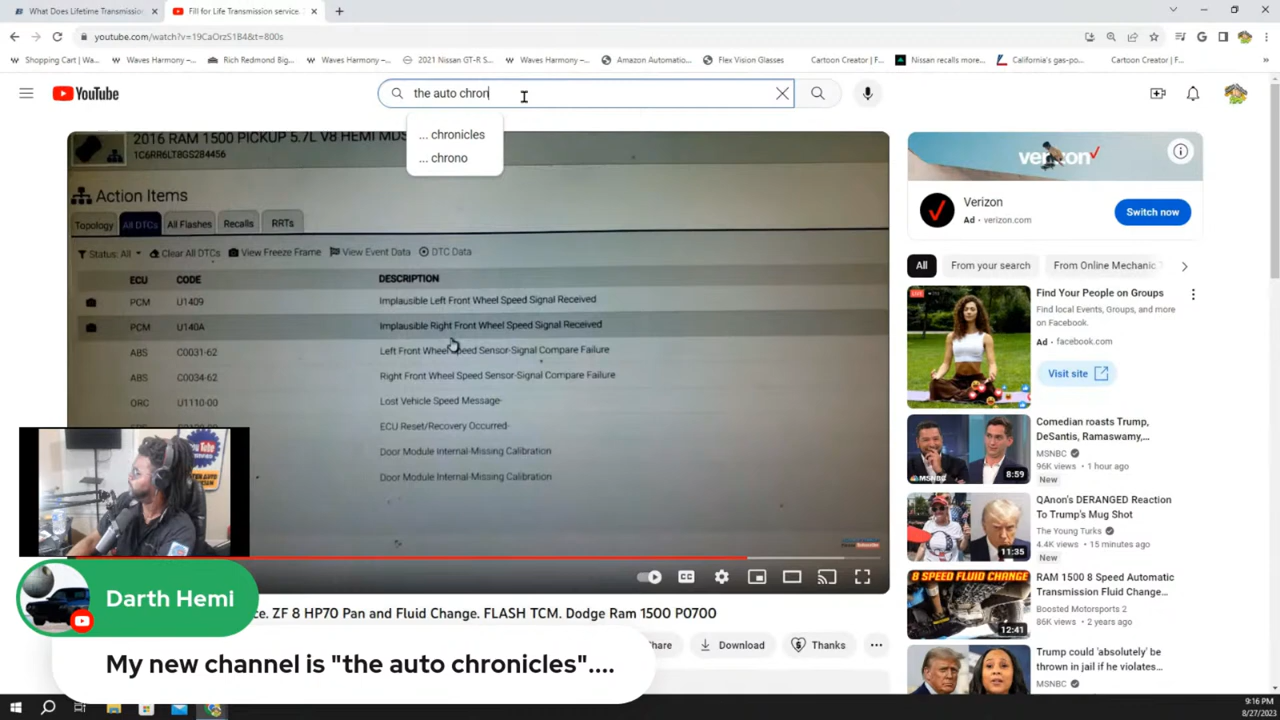 What Does Lifetime Transmission
Fill for Life Transmission service.
youtube.com/watch?v=19CaOrzS1B4&t=800s
Shopping Cart | Wa...
Waves Harmony –...
Rich Redmond Big...
Waves Harmony –...
2021 Nissan GT-R S...
Waves Harmony –...
Amazon Automatio...
Flex Vision Glasses
Cartoon Creator | F...
Nissan recalls more...
California's gas-po...
Cartoon Creator | F...
YouTube
the auto chron
... chronicles
... chrono
2016 RAM 1500 PICKUP 5.7L V8 HEMI MDS
1C6RR6LT8GS284456
Action Items
Topology
All DTCs
All Flashes
Recalls
RRTs
Status: All
Clear All DTCs
View Freeze Frame
View Event Data
DTC Data
ECU CODE DESCRIPTION
PCM U1409 Implausible Left Front Wheel Speed Signal Received
PCM U140A Implausible Right Front Wheel Speed Signal Received
ABS C0031-62 Left Front Wheel Speed Sensor-Signal Compare Failure
ABS C0034-62 Right Front Wheel Speed Sensor-Signal Compare Failure
ORC U1110-00 Lost Vehicle Speed Message-
ECU Reset/Recovery Occurred-
Door Module Internal-Missing Calibration
Door Module Internal-Missing Calibration
YouTube
CC
ce. ZF 8 HP70 Pan and Fluid Change. FLASH TCM. Dodge Ram 1500 P0700
hare
Download
Thanks
Darth Hemi
My new channel is "the auto chronicles"....
verizon
Verizon
Ad • verizon.com
Switch now
All
From your search
From Online Mechanic
LIVE
Find Your People on Groups
Find local Events, Groups, and more
on Facebook.
Ad • facebook.com
Visit site
Comedian roasts Trump,
DeSantis, Ramaswamy,...
MSNBC
96K views • 1 hour ago
New
8:59
QAnon's DERANGED Reaction
To Trump's Mug Shot
The Young Turks
4.4K views • 15 minutes ago
New
11:35
8 SPEED FLUID CHANGE
RAM 1500 8 Speed Automatic
Transmission Fluid Change...
Boosted Motorsports 2
86K views • 2 years ago
12:41
Trump could 'absolutely' be
thrown in jail if he violates...
MSNBC
9:16 PM
8/27/2023